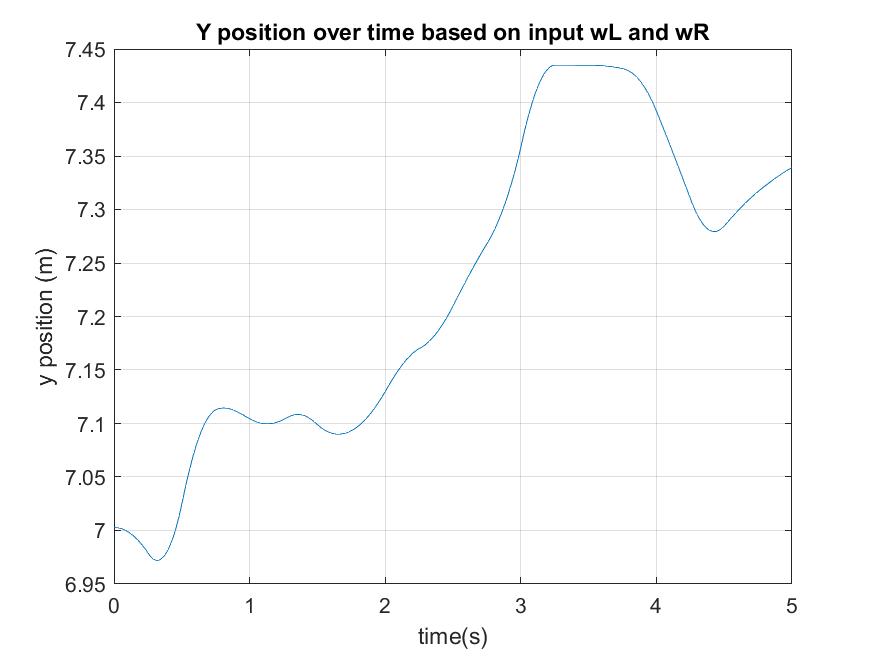 Y position over time based on input wL and wR
7.45
7.4
7.35
7.3
7.25
7.2
7.15
7.1
7.05
7
6.95
y position (m)
0 1 2 3 4 5
time(s)